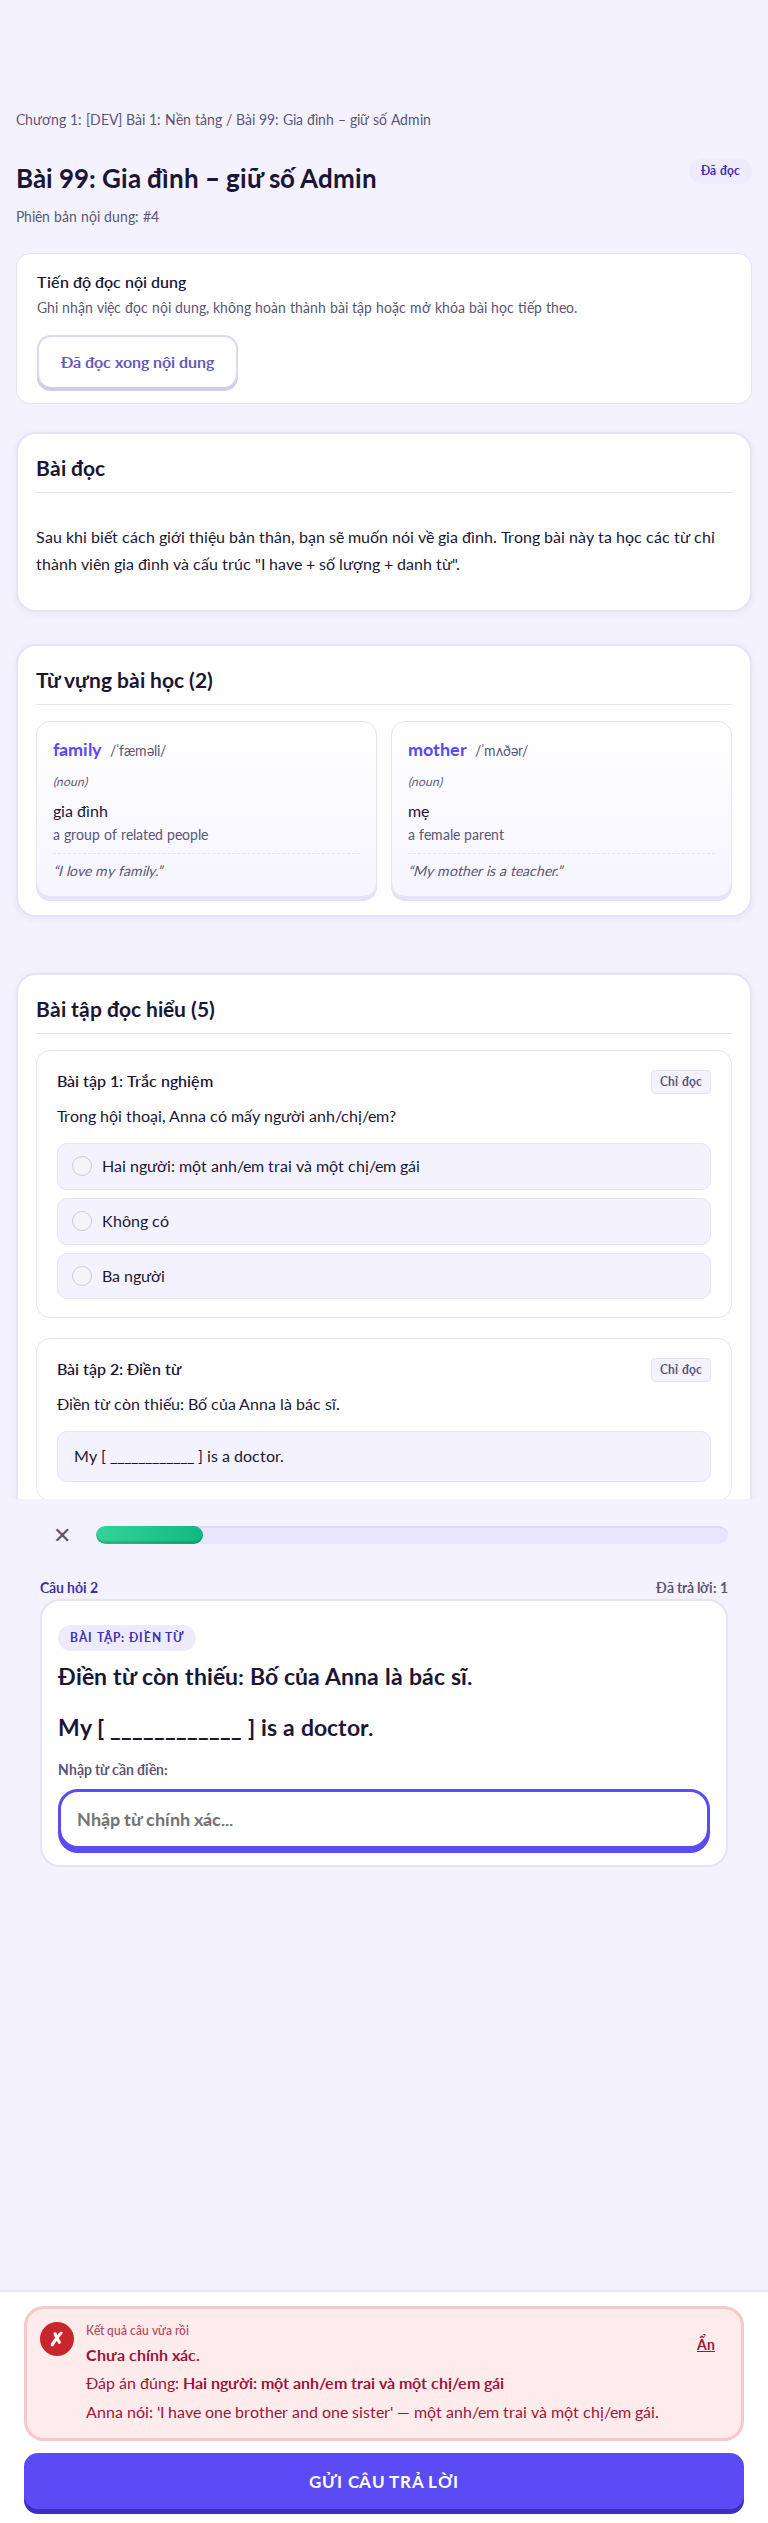 Chương 1: [DEV] Bài 1: Nền tảng / Bài 99: Gia đình – giữ số Admin
Bài 99: Gia đình – giữ số Admin
Đã đọc
Phiên bản nội dung: #4
Tiến độ đọc nội dung
Ghi nhận việc đọc nội dung, không hoàn thành bài tập hoặc mở khóa bài học tiếp theo.
Đã đọc xong nội dung
Bài đọc
Sau khi biết cách giới thiệu bản thân, bạn sẽ muốn nói về gia đình. Trong bài này ta học các từ chỉ
thành viên gia đình và cấu trúc "I have + số lượng + danh từ".
Từ vựng bài học (2)
family /ˈfæməli/
(noun)
gia đình
a group of related people
“I love my family.”
mother /ˈmʌðər/
(noun)
mẹ
a female parent
“My mother is a teacher.”
Bài tập đọc hiểu (5)
Bài tập 1: Trắc nghiệm
Chỉ đọc
Trong hội thoại, Anna có mấy người anh/chị/em?
Hai người: một anh/em trai và một chị/em gái
Không có
Ba người
Bài tập 2: Điền từ
Chỉ đọc
Điền từ còn thiếu: Bố của Anna là bác sĩ.
My [ ____________ ] is a doctor.
✕
Câu hỏi 2
Đã trả lời: 1
BÀI TẬP: ĐIỀN TỪ
Điền từ còn thiếu: Bố của Anna là bác sĩ.
My [ ____________ ] is a doctor.
Nhập từ cần điền:
Nhập từ chính xác...
✗
Kết quả câu vừa rồi
Chưa chính xác.
Ẩn
Đáp án đúng: Hai người: một anh/em trai và một chị/em gái
Anna nói: 'I have one brother and one sister' — một anh/em trai và một chị/em gái.
GỬI CÂU TRẢ LỜI